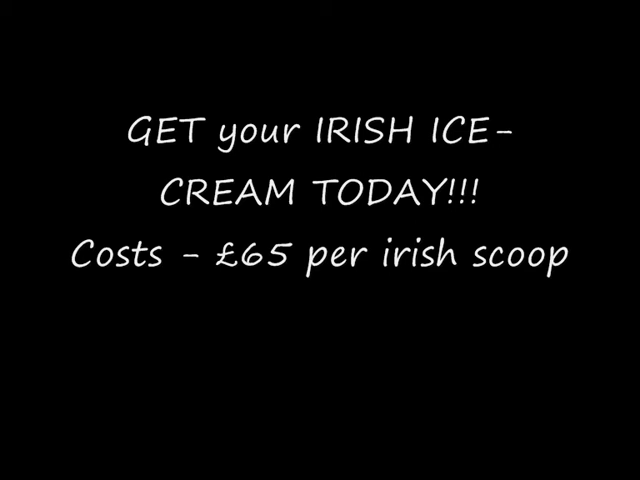 GET your IRISH ICE-
CREAM TODAY!!!
Costs - £65 per irish scoop